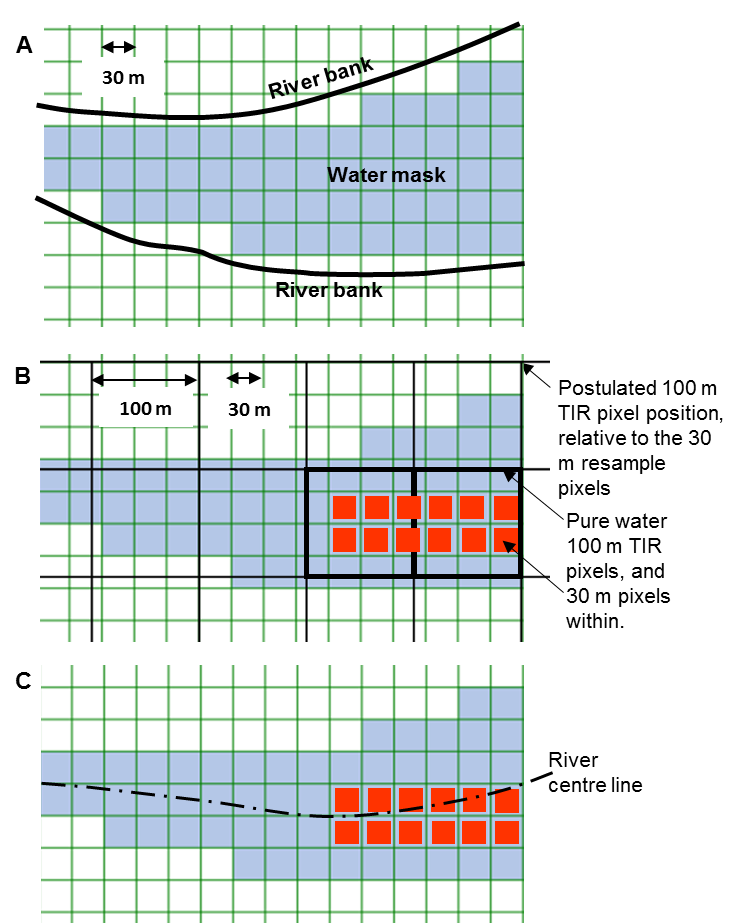 A
30 m
River bank
Water mask
River bank
B
100 m
30 m
Postulated 100 m
TIR pixel position,
relative to the 30
m resample
pixels
Pure water
100 m TIR
pixels, and
30 m pixels
within.
C
River
centre line